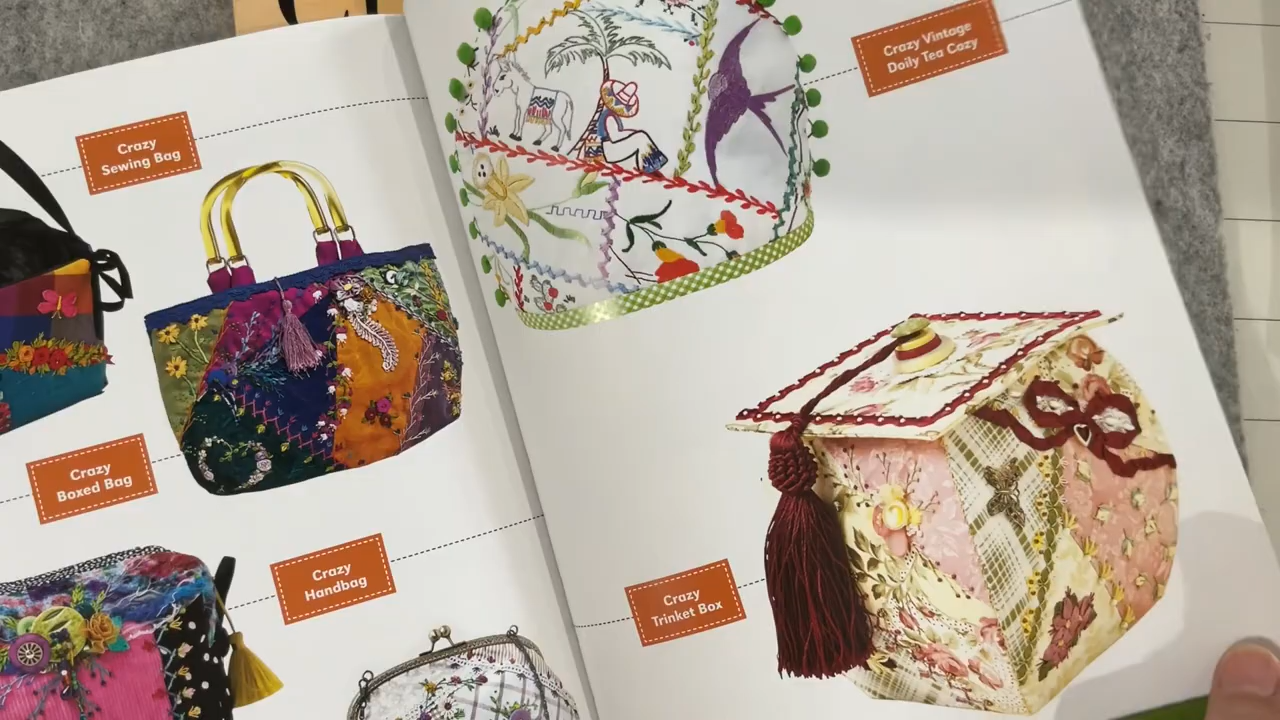 Crazy
Sewing Bag
Crazy
Boxed Bag
Crazy
Handbag
Crazy Vintage
Doily Tea Cozy
Crazy
Trinket Box